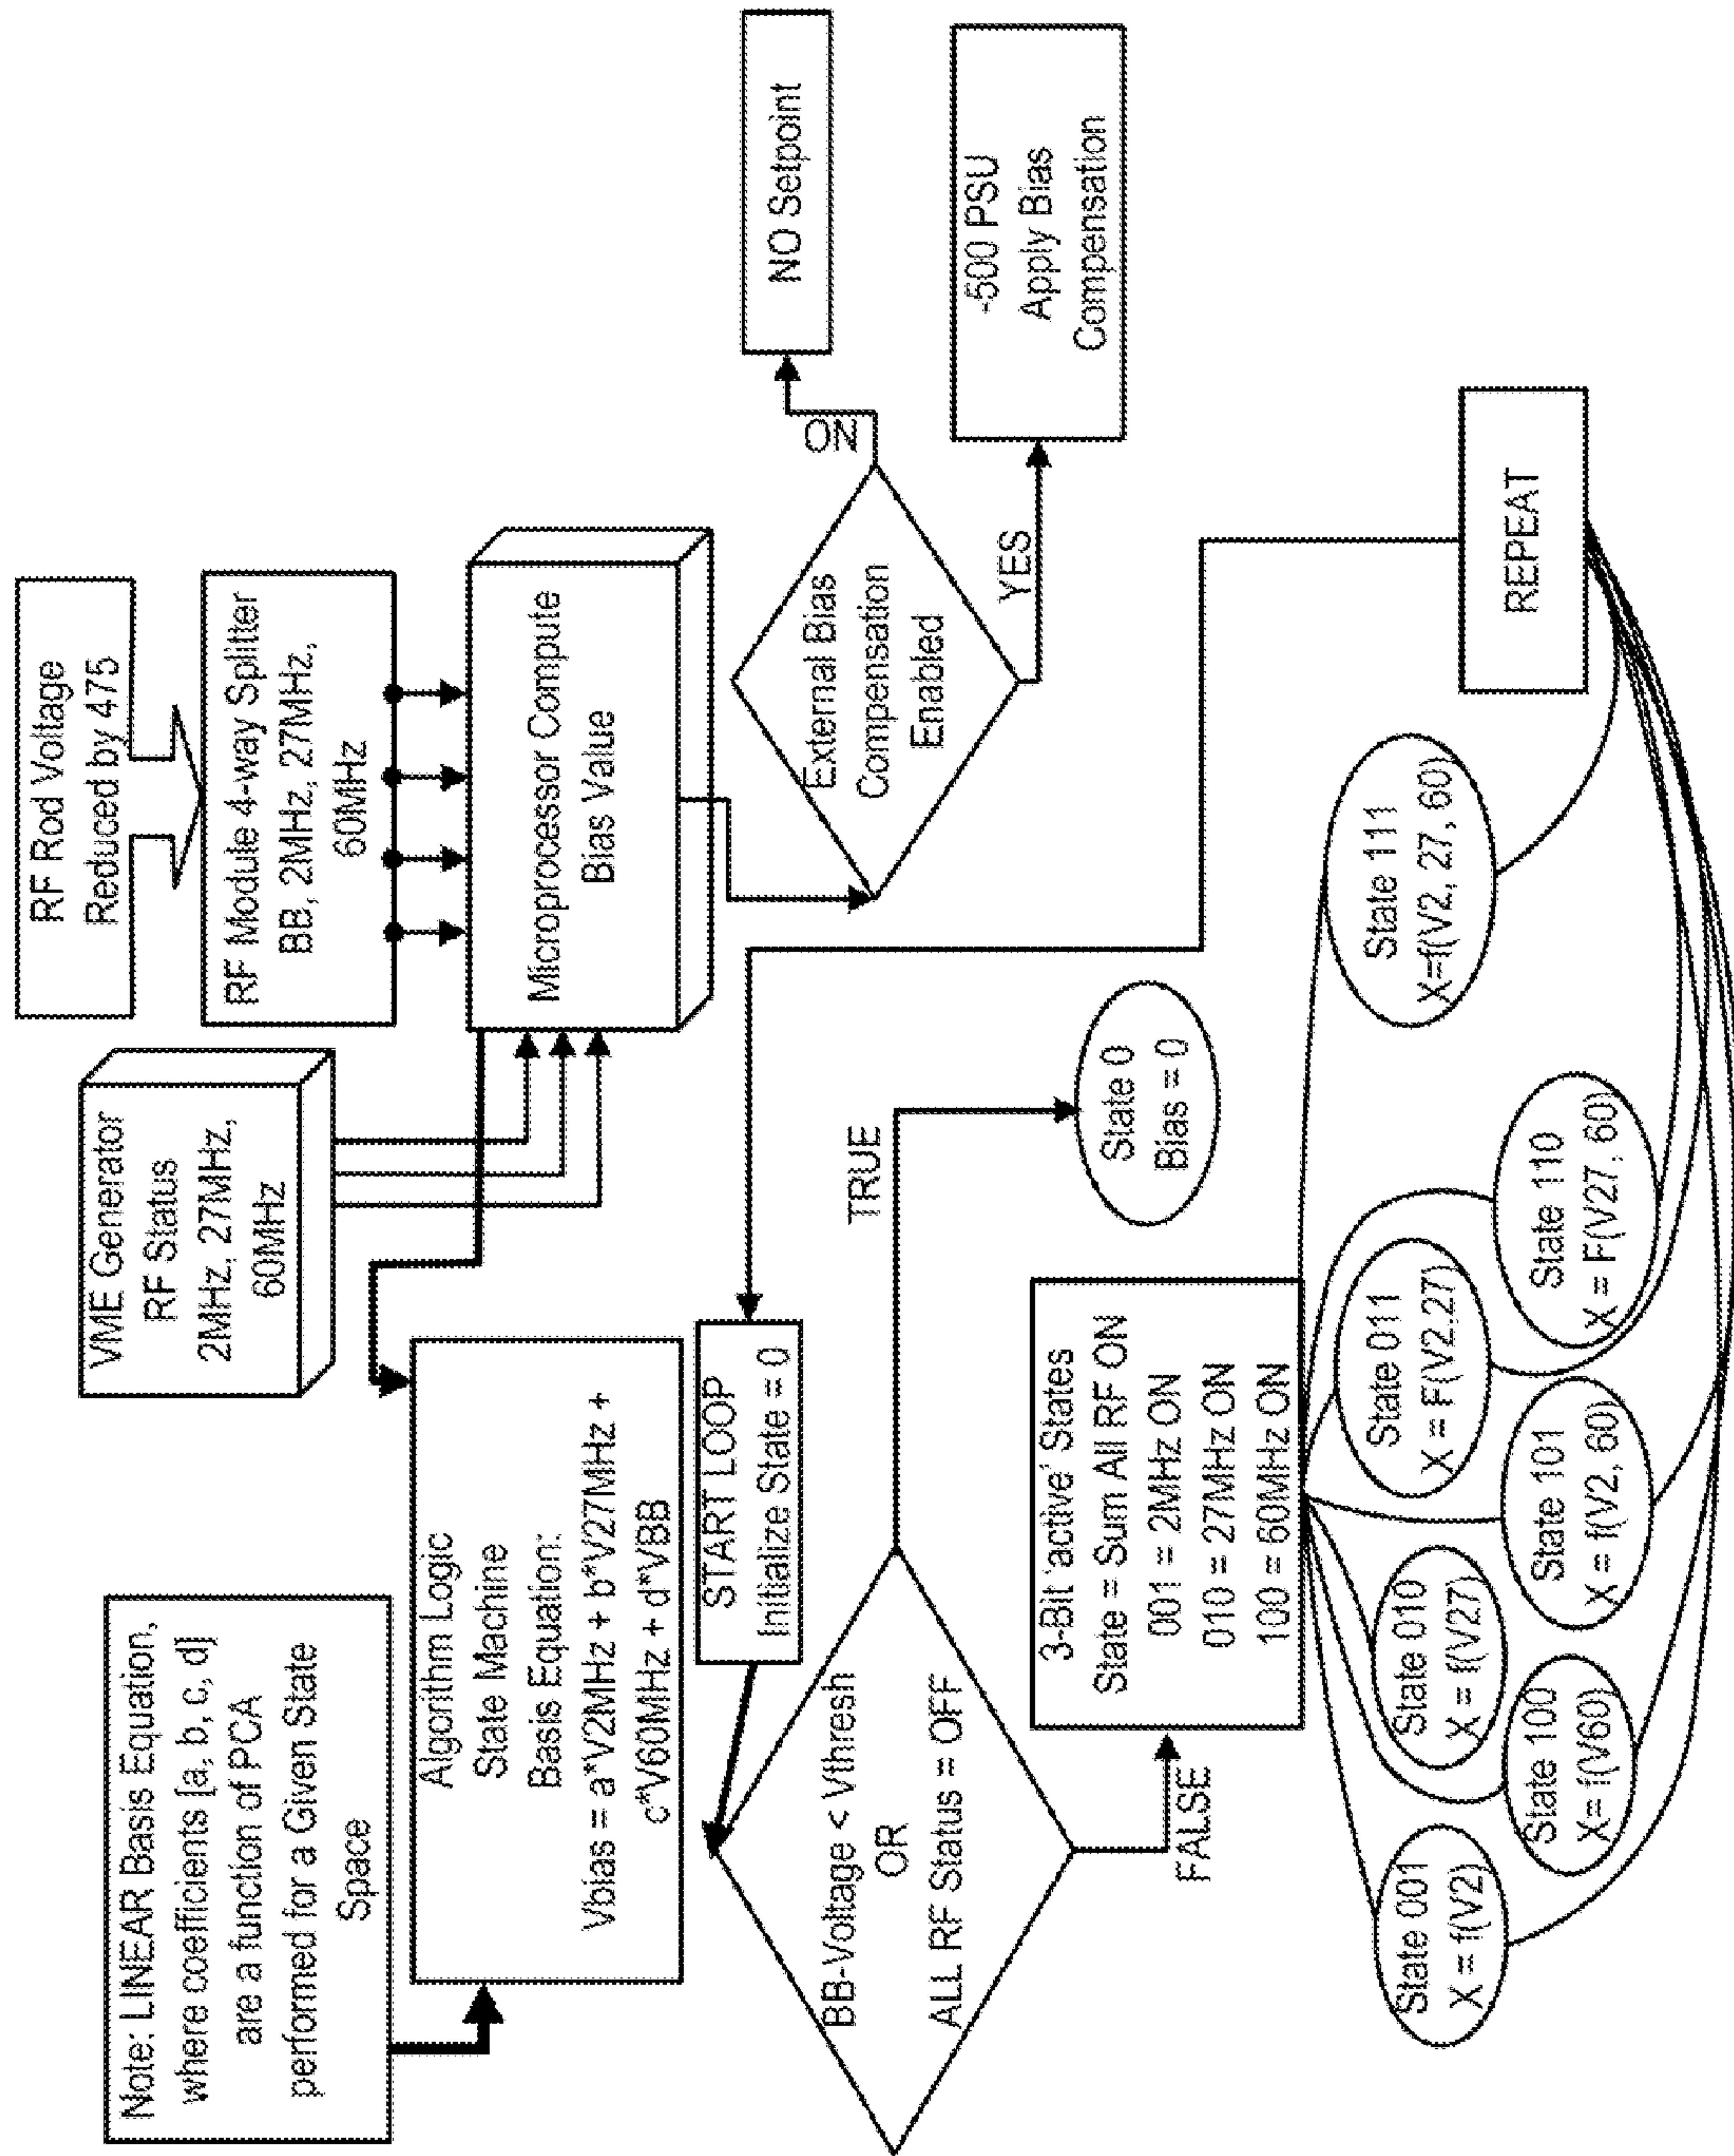 RF Rod Voltage
Reduced by 475
VME Generator
RF Status
2MHz, 27MHz,
60MHz
RF Module 4-way Splitter
BB, 2MHz, 27MHz,
60MHz
Note: LINEAR Basis Equation,
where coefficients [a, b, c, d]
are a function of PCA
performed for a Given State
Space
Microprocessor Compute
Bias Value
Algorithm Logic
State Machine
Basis Equation:
Vbias = a*V2MHz + b*V27MHz +
c*V60MHz + d*VBB
NO Setpoint
ON
External Bias
Compensation
Enabled
YES
-500 PSU
Apply Bias
Compensation
START LOOP
Initialize State = 0
BB-Voltage < Vthresh
OR
ALL RF Status = OFF
TRUE
State 0
Bias = 0
FALSE
3-Bit 'active' States
State = Sum All RF ON
001 = 2MHz ON
010 = 27MHz ON
100 = 60MHz ON
State 001
X = f(V2)
State 010
X = f(V27)
State 100
X= f(V60)
State 011
X = F(V2,27)
State 101
X = f(V2, 60)
State 110
X = F(V27, 60)
State 111
X=f(V2, 27, 60)
REPEAT